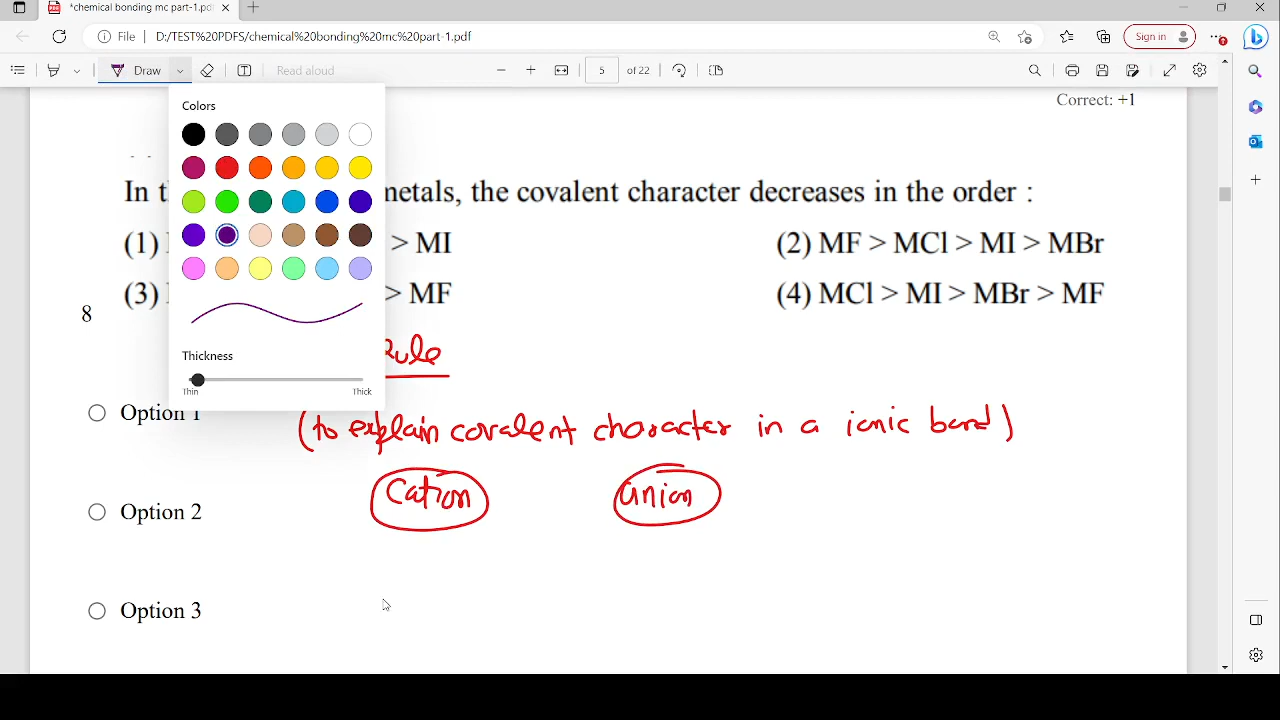 *chemical bonding mc part-1.pd
File | D:/TEST%20PDFS/chemical%20bonding%20mc%20part-1.pdf
Sign in
Draw
Read aloud
5 of 22
Correct: +1
Colors
In t
metals, the covalent character decreases in the order :
(1)
> MI
(2) MF > MCl > MI > MBr
(3)
> MF
(4) MCl > MI > MBr > MF
8
Rule
Thickness
Thin Thick
Option 1
(to explain covalent character in a ionic bond)
Cation anion
Option 2
Option 3